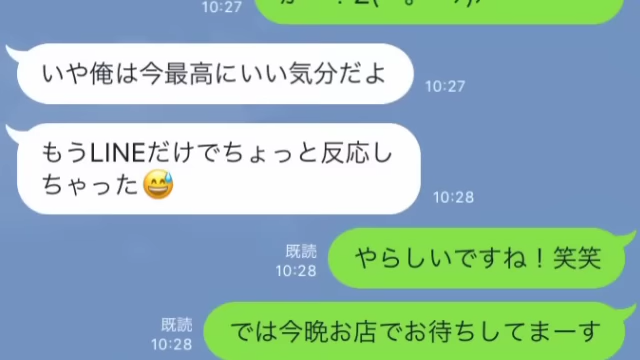 10:27
いや俺は今最高にいい気分だよ
10:27
もうLINEだけでちょっと反応し
ちゃった😅
10:28
既読
10:28
やらしいですね！笑笑
既読
10:28
では今晩お店でお待ちしてまーす